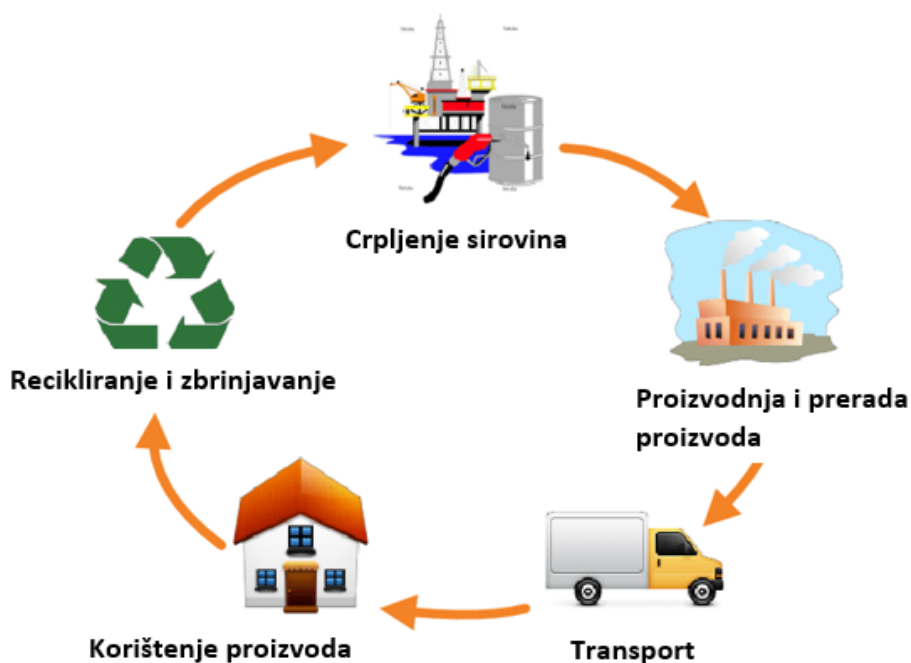 Crpljenje sirovina
Proizvodnja i prerada
proizvoda
Transport
Korištenje proizvoda
Recikliranje i zbrinjavanje